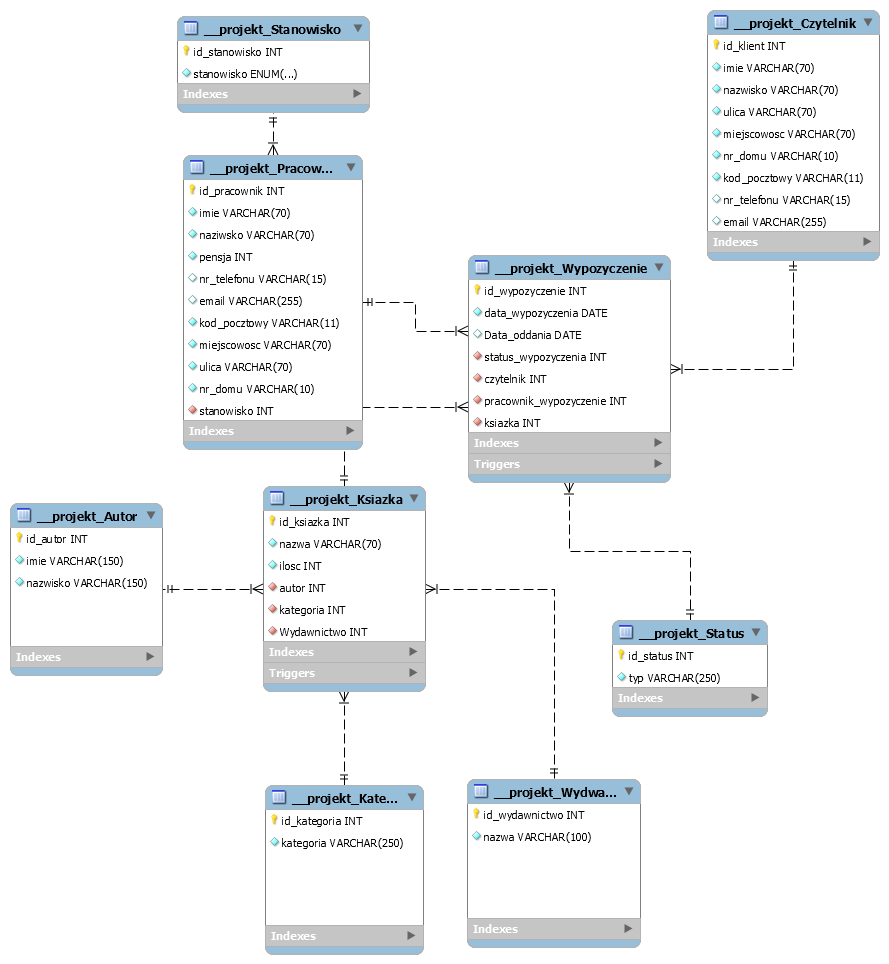 __projekt_Stanowisko
id_stanowisko INT
stanowisko ENUM(...)
Indexes
__projekt_Czytelnik
id_klient INT
imie VARCHAR(70)
nazwisko VARCHAR(70)
ulica VARCHAR(70)
miejscowosc VARCHAR(70)
nr_domu VARCHAR(10)
kod_pocztowy VARCHAR(11)
nr_telefonu VARCHAR(15)
email VARCHAR(255)
Indexes
__projekt_Pracow...
id_pracownik INT
imie VARCHAR(70)
naziwsko VARCHAR(70)
pensja INT
nr_telefonu VARCHAR(15)
email VARCHAR(255)
kod_pocztowy VARCHAR(11)
miejscowosc VARCHAR(70)
ulica VARCHAR(70)
nr_domu VARCHAR(10)
stanowisko INT
Indexes
__projekt_Wypozyczenie
id_wypozyczenie INT
data_wypozyczenia DATE
Data_oddania DATE
status_wypozyczenia INT
czytelnik INT
pracownik_wypozyczenie INT
ksiazka INT
Indexes
Triggers
__projekt_Autor
id_autor INT
imie VARCHAR(150)
nazwisko VARCHAR(150)
Indexes
__projekt_Ksiazka
id_ksiazka INT
nazwa VARCHAR(70)
ilosc INT
autor INT
kategoria INT
Wydawnictwo INT
Indexes
Triggers
__projekt_Status
id_status INT
typ VARCHAR(250)
Indexes
__projekt_Kate...
id_kategoria INT
kategoria VARCHAR(250)
Indexes
__projekt_Wydwa...
id_wydawnictwo INT
nazwa VARCHAR(100)
Indexes